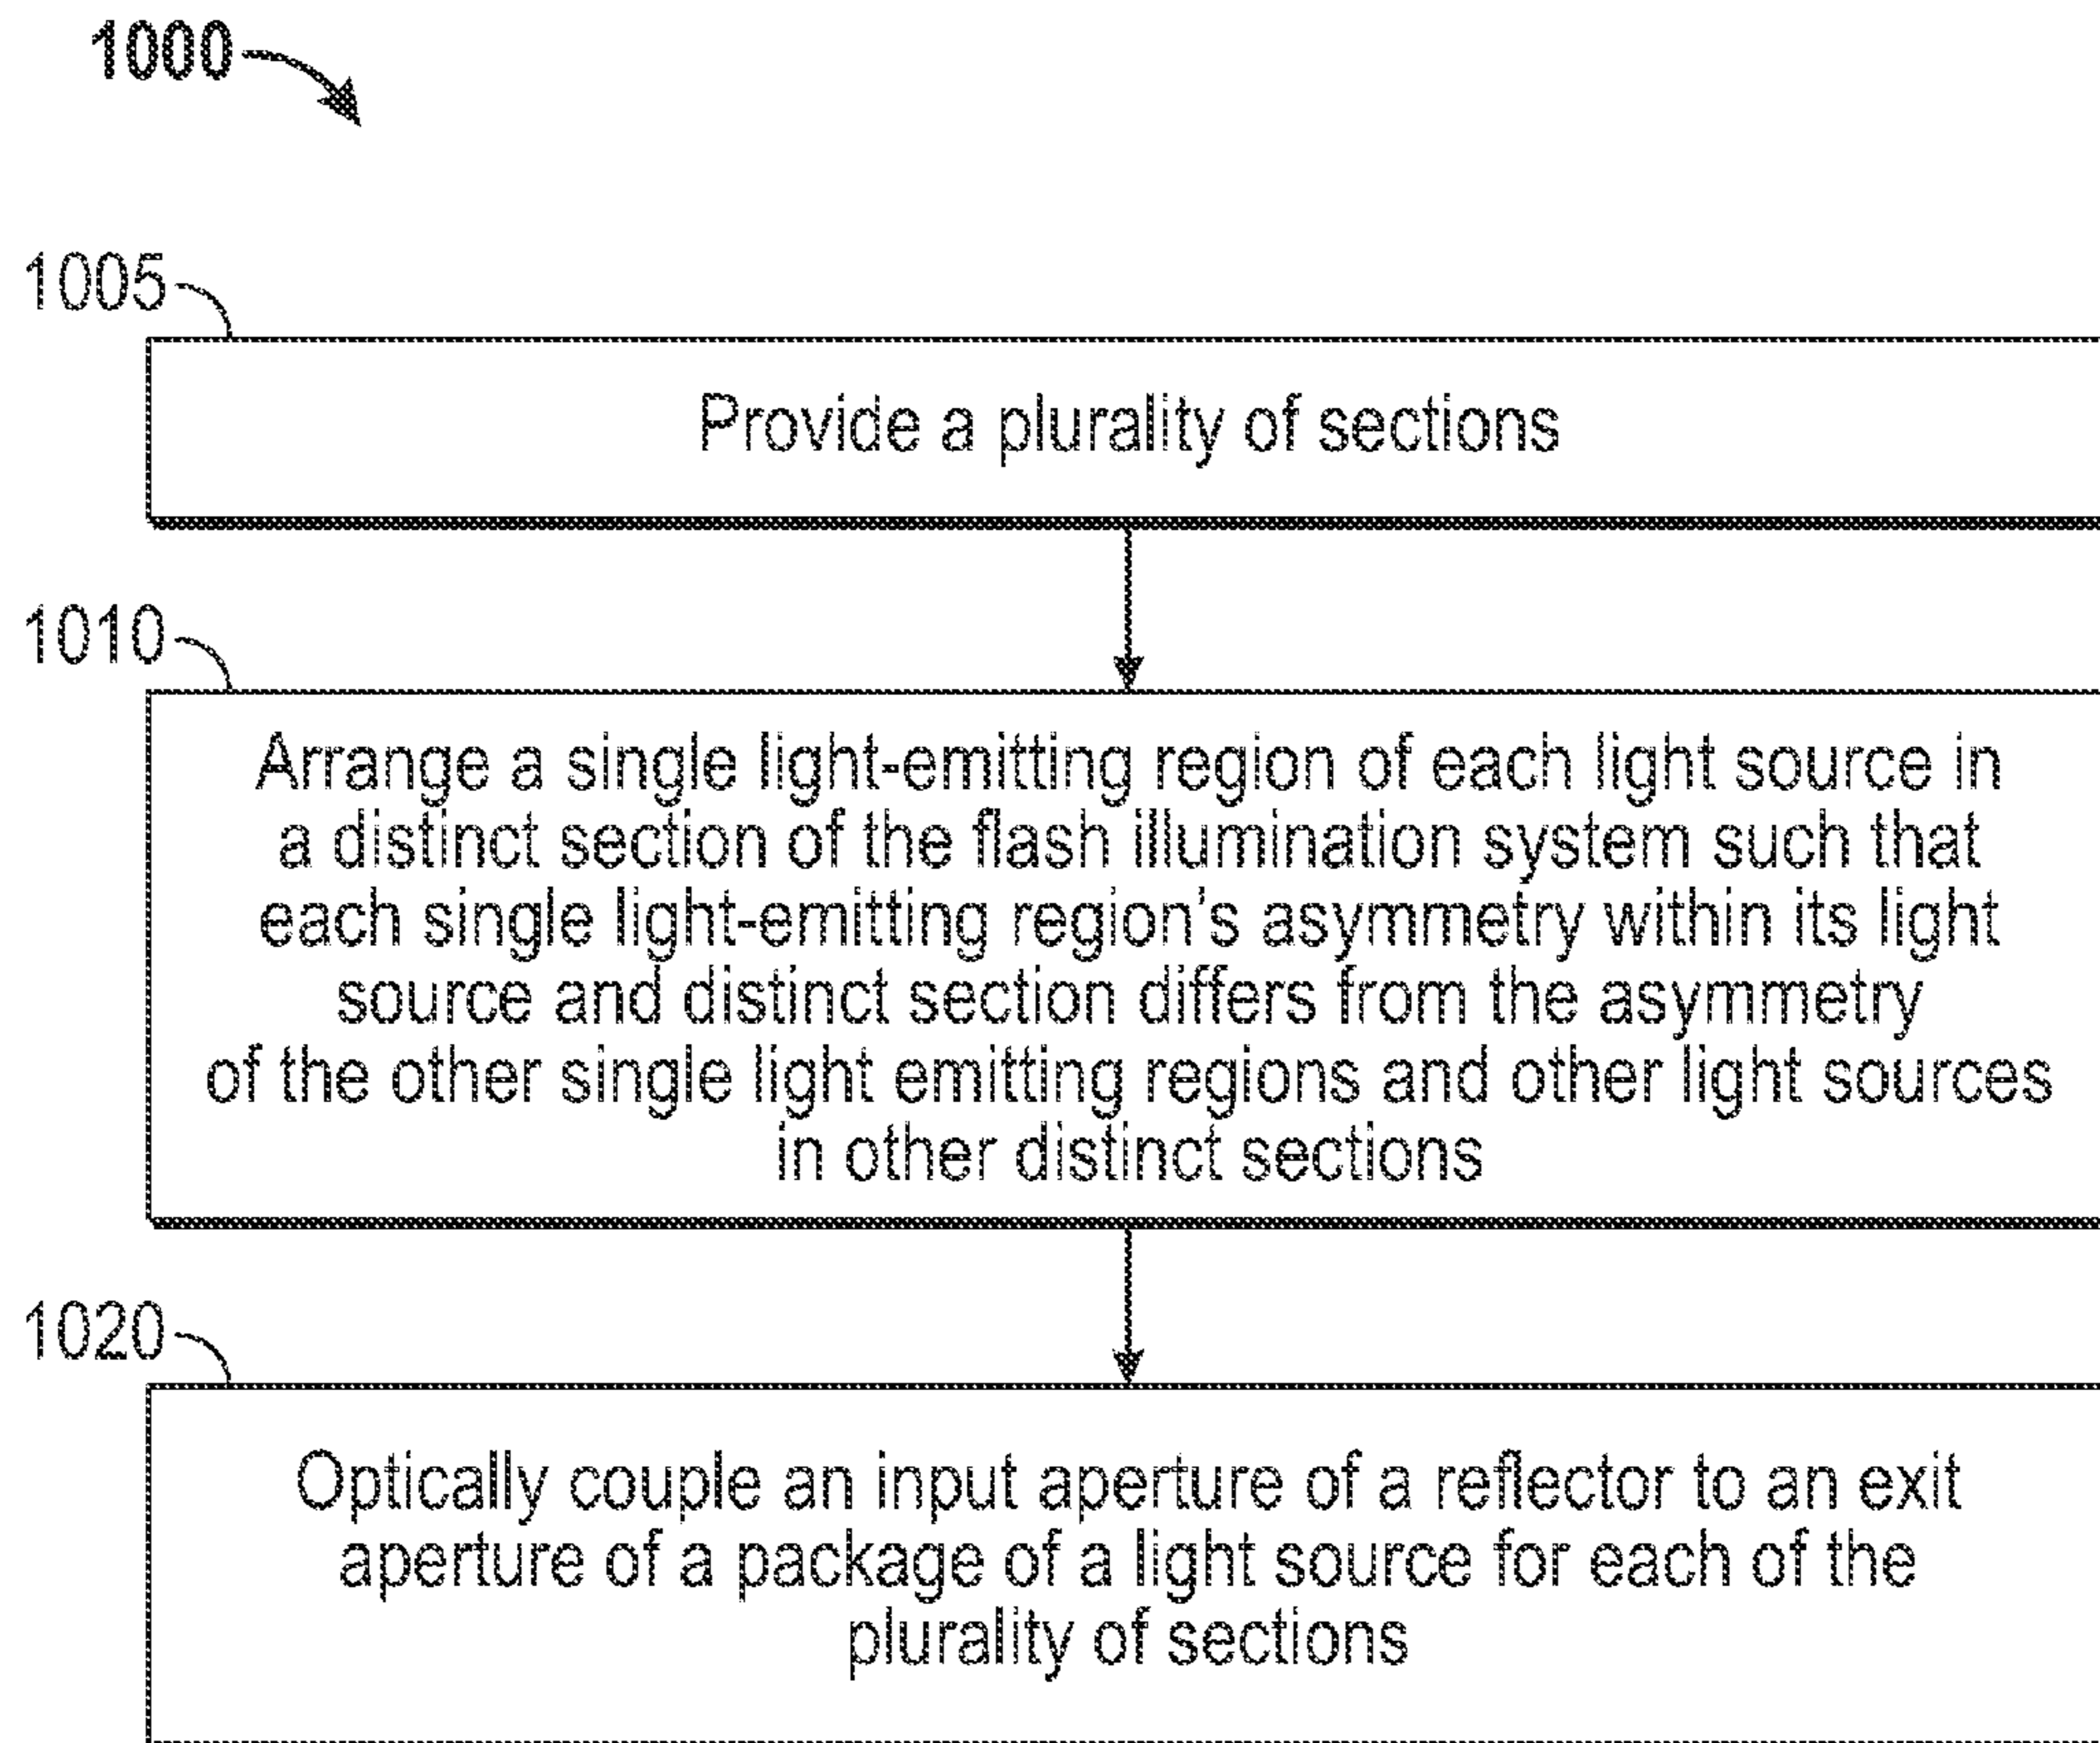 1000
1005
Provide a plurality of sections
1010
Arrange a single light-emitting region of each light source in
a distinct section of the flash illumination system such that
each single light-emitting region's asymmetry within its light
source and distinct section differs from the asymmetry
of the other single light emitting regions and other light sources
in other distinct sections
1020
Optically couple an input aperture of a reflector to an exit
aperture of a package of a light source for each of the
plurality of sections